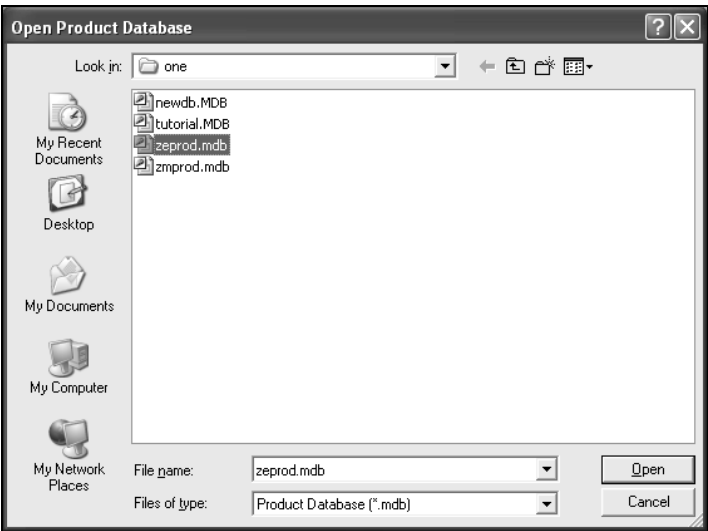 Open Product Database
Look in: one
newdb.MDB
tutorial.MDB
zeprod.mdb
zmprod.mdb
My Recent
Documents
Desktop
My Documents
My Computer
My Network
Places
File name: zeprod.mdb Open
Files of type: Product Database (*.mdb) Cancel